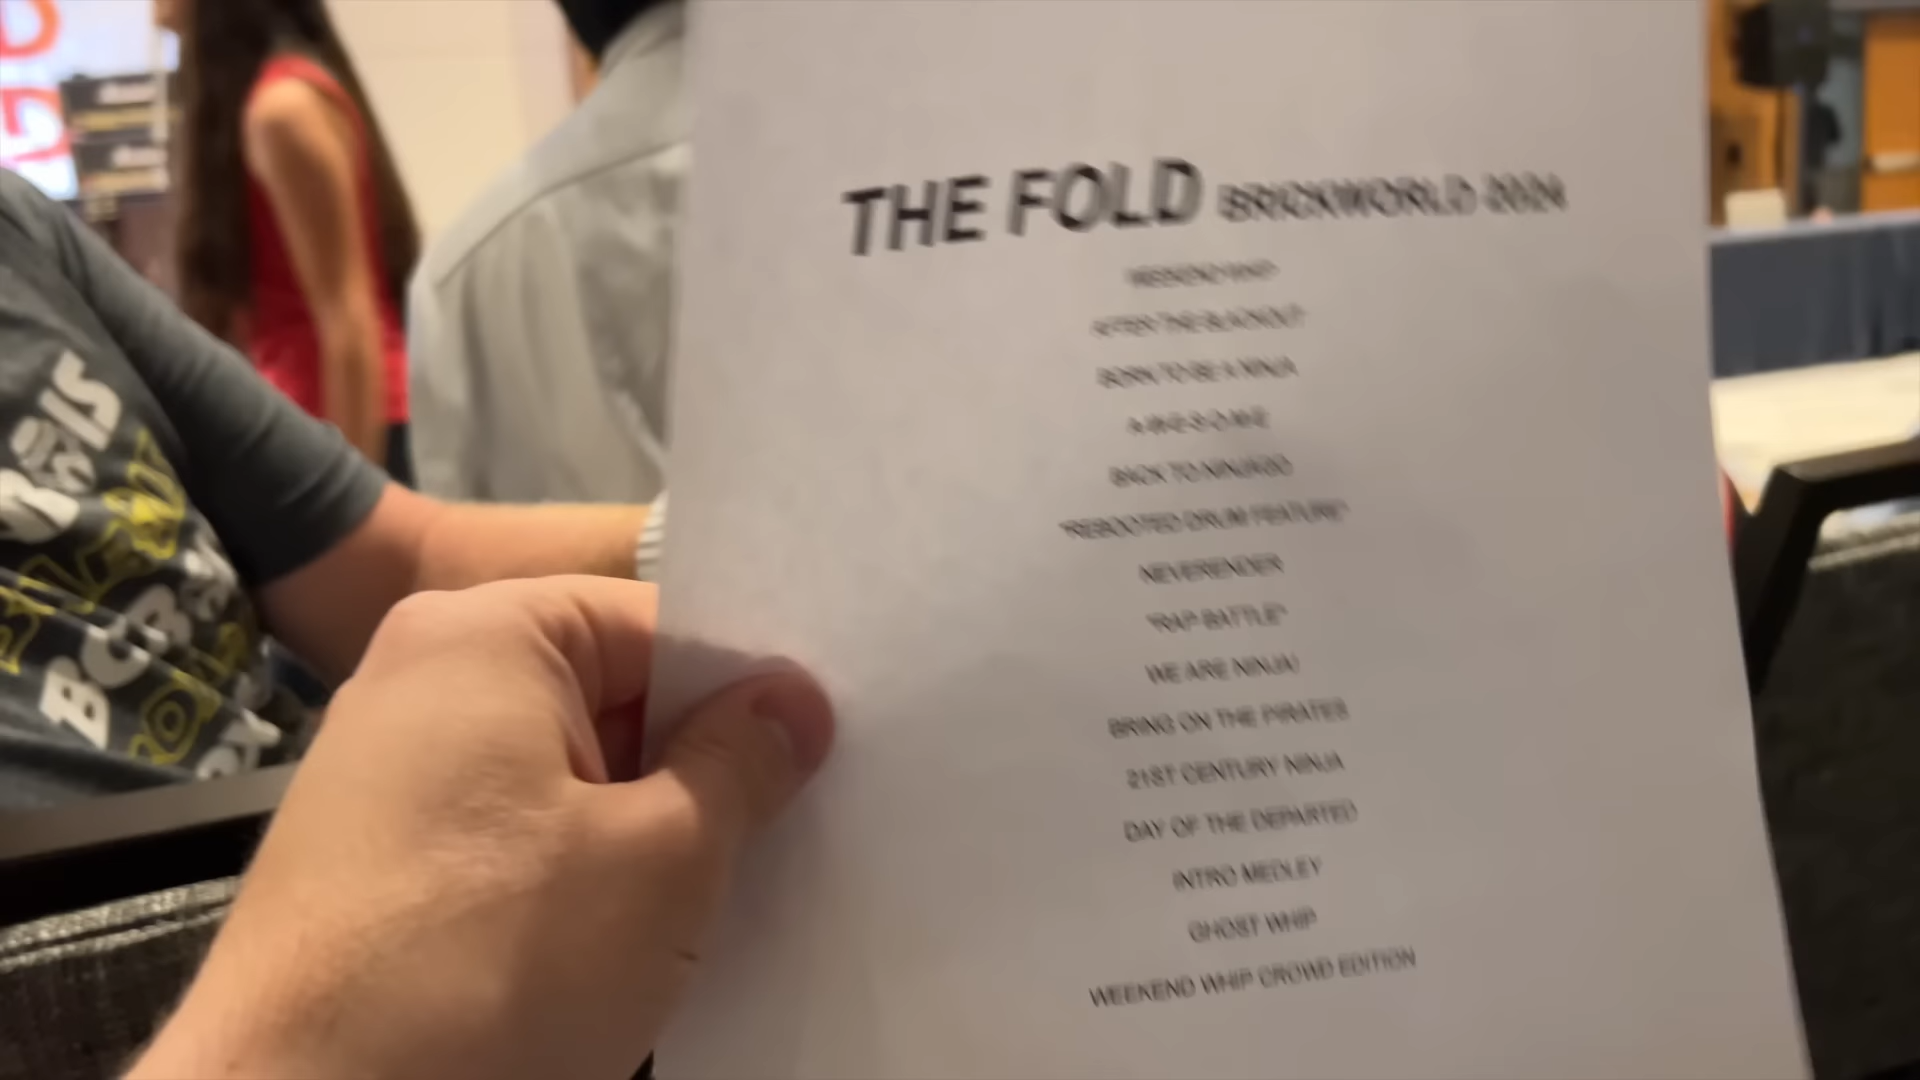 THE FOLD BRICKWORLD 2024
WEEKEND WHIP
AFTER THE BLACKOUT
BORN TO BE A NINJA
A-W-E-S-O-M-E
BACK TO NINJAGO
*REBOOTED DRUM FEATURE*
NEVERENDER
*RAP BATTLE*
WE ARE NINJA!
BRING ON THE PIRATES
21ST CENTURY NINJA
DAY OF THE DEPARTED
INTRO MEDLEY
GHOST WHIP
WEEKEND WHIP CROWD EDITION